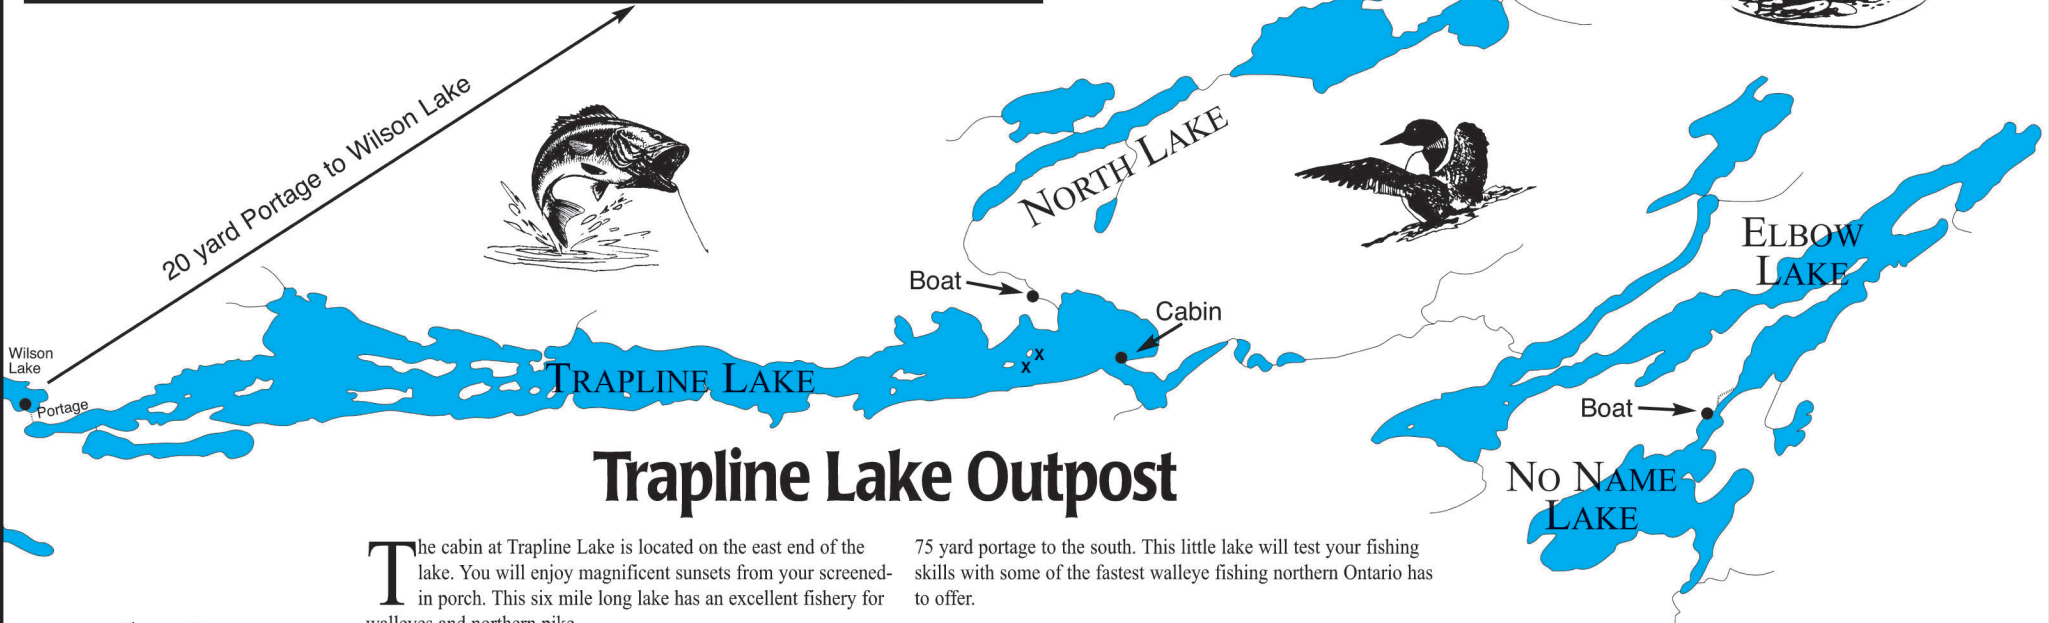 20 yard Portage to Wilson Lake
NORTH LAKE
ELBOW
LAKE
Boat
Cabin
Wilson
Lake
Portage
TRAPLINE LAKE
x
x
Boat
NO NAME
LAKE
Trapline Lake Outpost
The cabin at Trapline Lake is located on the east end of the
lake. You will enjoy magnificent sunsets from your screened-
in porch. This six mile long lake has an excellent fishery for
walleyes and northern pike
75 yard portage to the south. This little lake will test your fishing
skills with some of the fastest walleye fishing northern Ontario has
to offer.